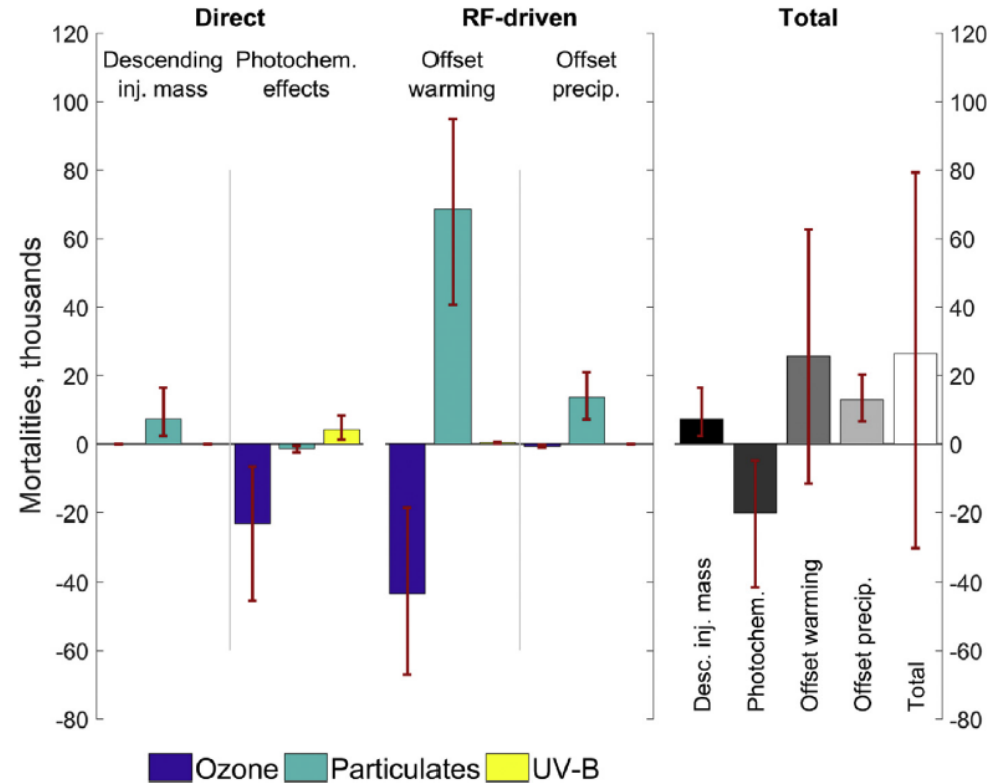 Direct RF-driven Total
Descending inj. mass
Photochem. effects
Offset warming
Offset precip.
Mortalities, thousands
120
100
80
60
40
20
0
-20
-40
-60
-80
Desc. inj. mass
Photochem.
Offset warming
Offset precip.
Total
120
100
80
60
40
20
0
-20
-40
-60
-80
Ozone Particulates UV-B